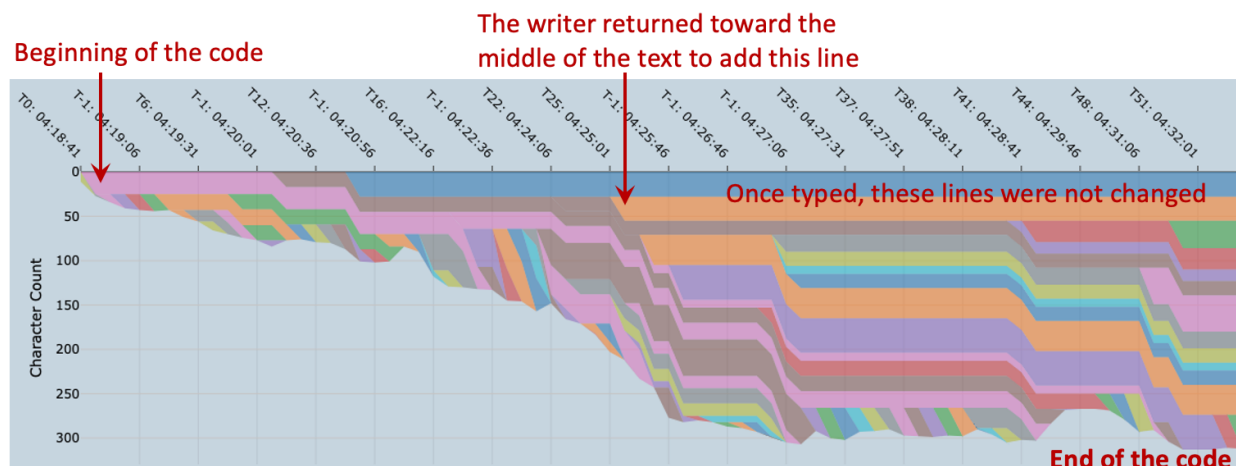 The writer returned toward the
middle of the text to add this line
Beginning of the code
T0: 04:18:41
T-1: 04:19:06
T6: 04:19:31
T-1: 04:20:01
T12: 04:20:36
T-1: 04:20:56
T16: 04:22:16
T-1: 04:22:36
T22: 04:24:06
T25: 04:25:01
T-1: 04:25:46
T-1: 04:26:46
T-1: 04:27:06
T35: 04:27:31
T37: 04:27:51
T38: 04:28:11
T41: 04:28:41
T44: 04:29:46
T48: 04:31:06
T51: 04:32:01
0
Once typed, these lines were not changed
50
100
150
200
250
300
Character Count
End of the code